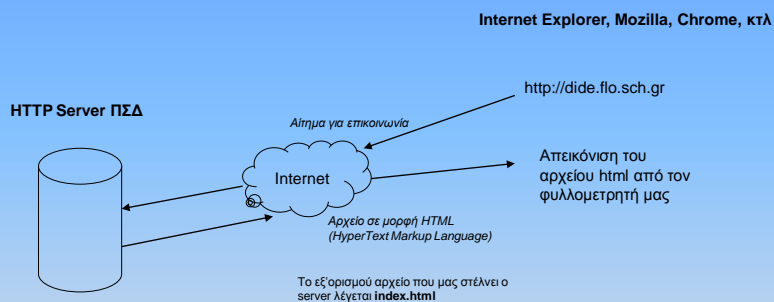 Internet Explorer, Mozilla, Chrome, κτλ
http://dide.flo.sch.gr
HTTP Server ΠΣΔ
Αίτημα για επικοινωνία
Internet
Απεικόνιση του
αρχείου html από τον
φυλλομετρητή μας
Αρχείο σε μορφή HTML
(HyperText Markup Language)
Το εξ'ορισμού αρχείο που μας στέλνει ο
server λέγεται index.html